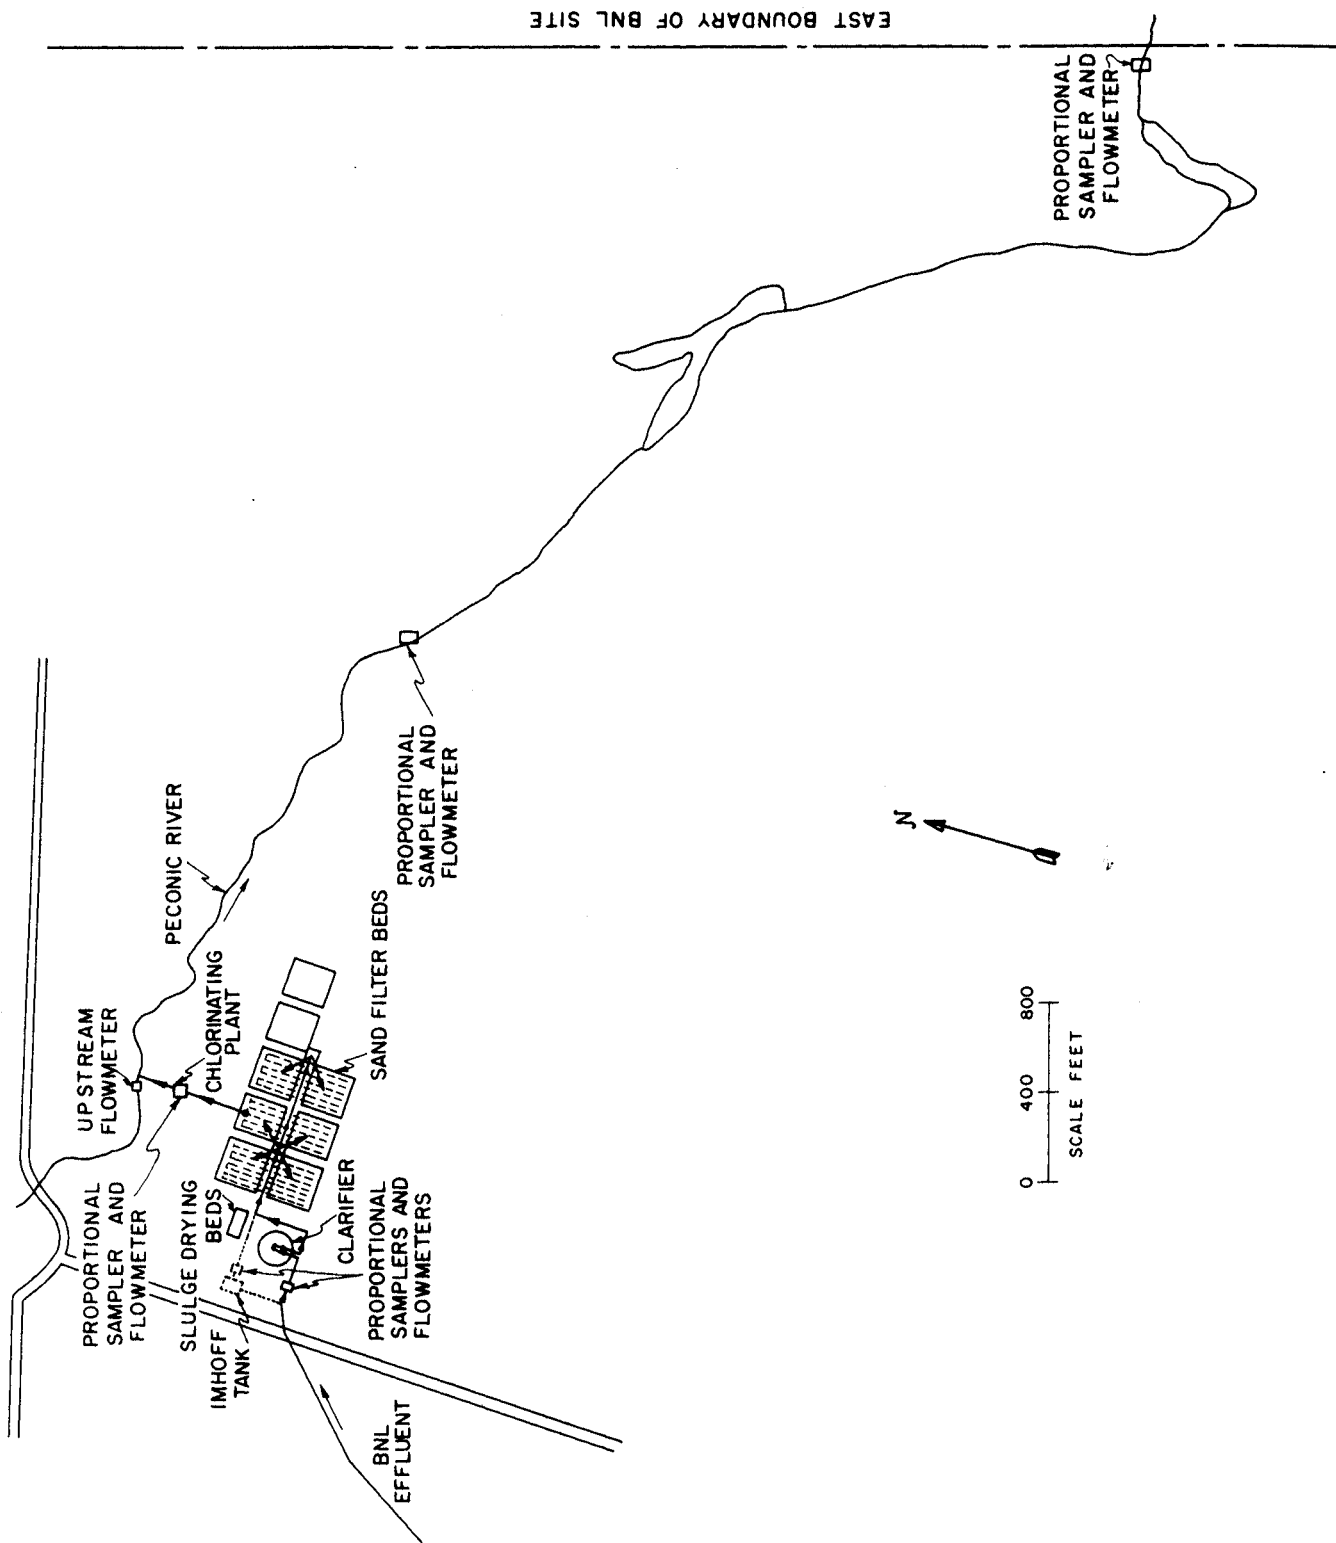 EAST BOUNDARY OF BNL SITE
PROPORTIONAL
SAMPLER AND
FLOWMETER
PECONIC RIVER
PROPORTIONAL
SAMPLER AND
FLOWMETER
UPSTREAM
FLOWMETER
CHLORINATING
PLANT
SAND FILTER BEDS
PROPORTIONAL
SAMPLER AND
FLOWMETER
SLULGE DRYING
BEDS
CLARIFIER
IMHOFF
TANK
PROPORTIONAL
SAMPLERS AND
FLOWMETERS
BNL
EFFLUENT
N
0 400 800
SCALE FEET